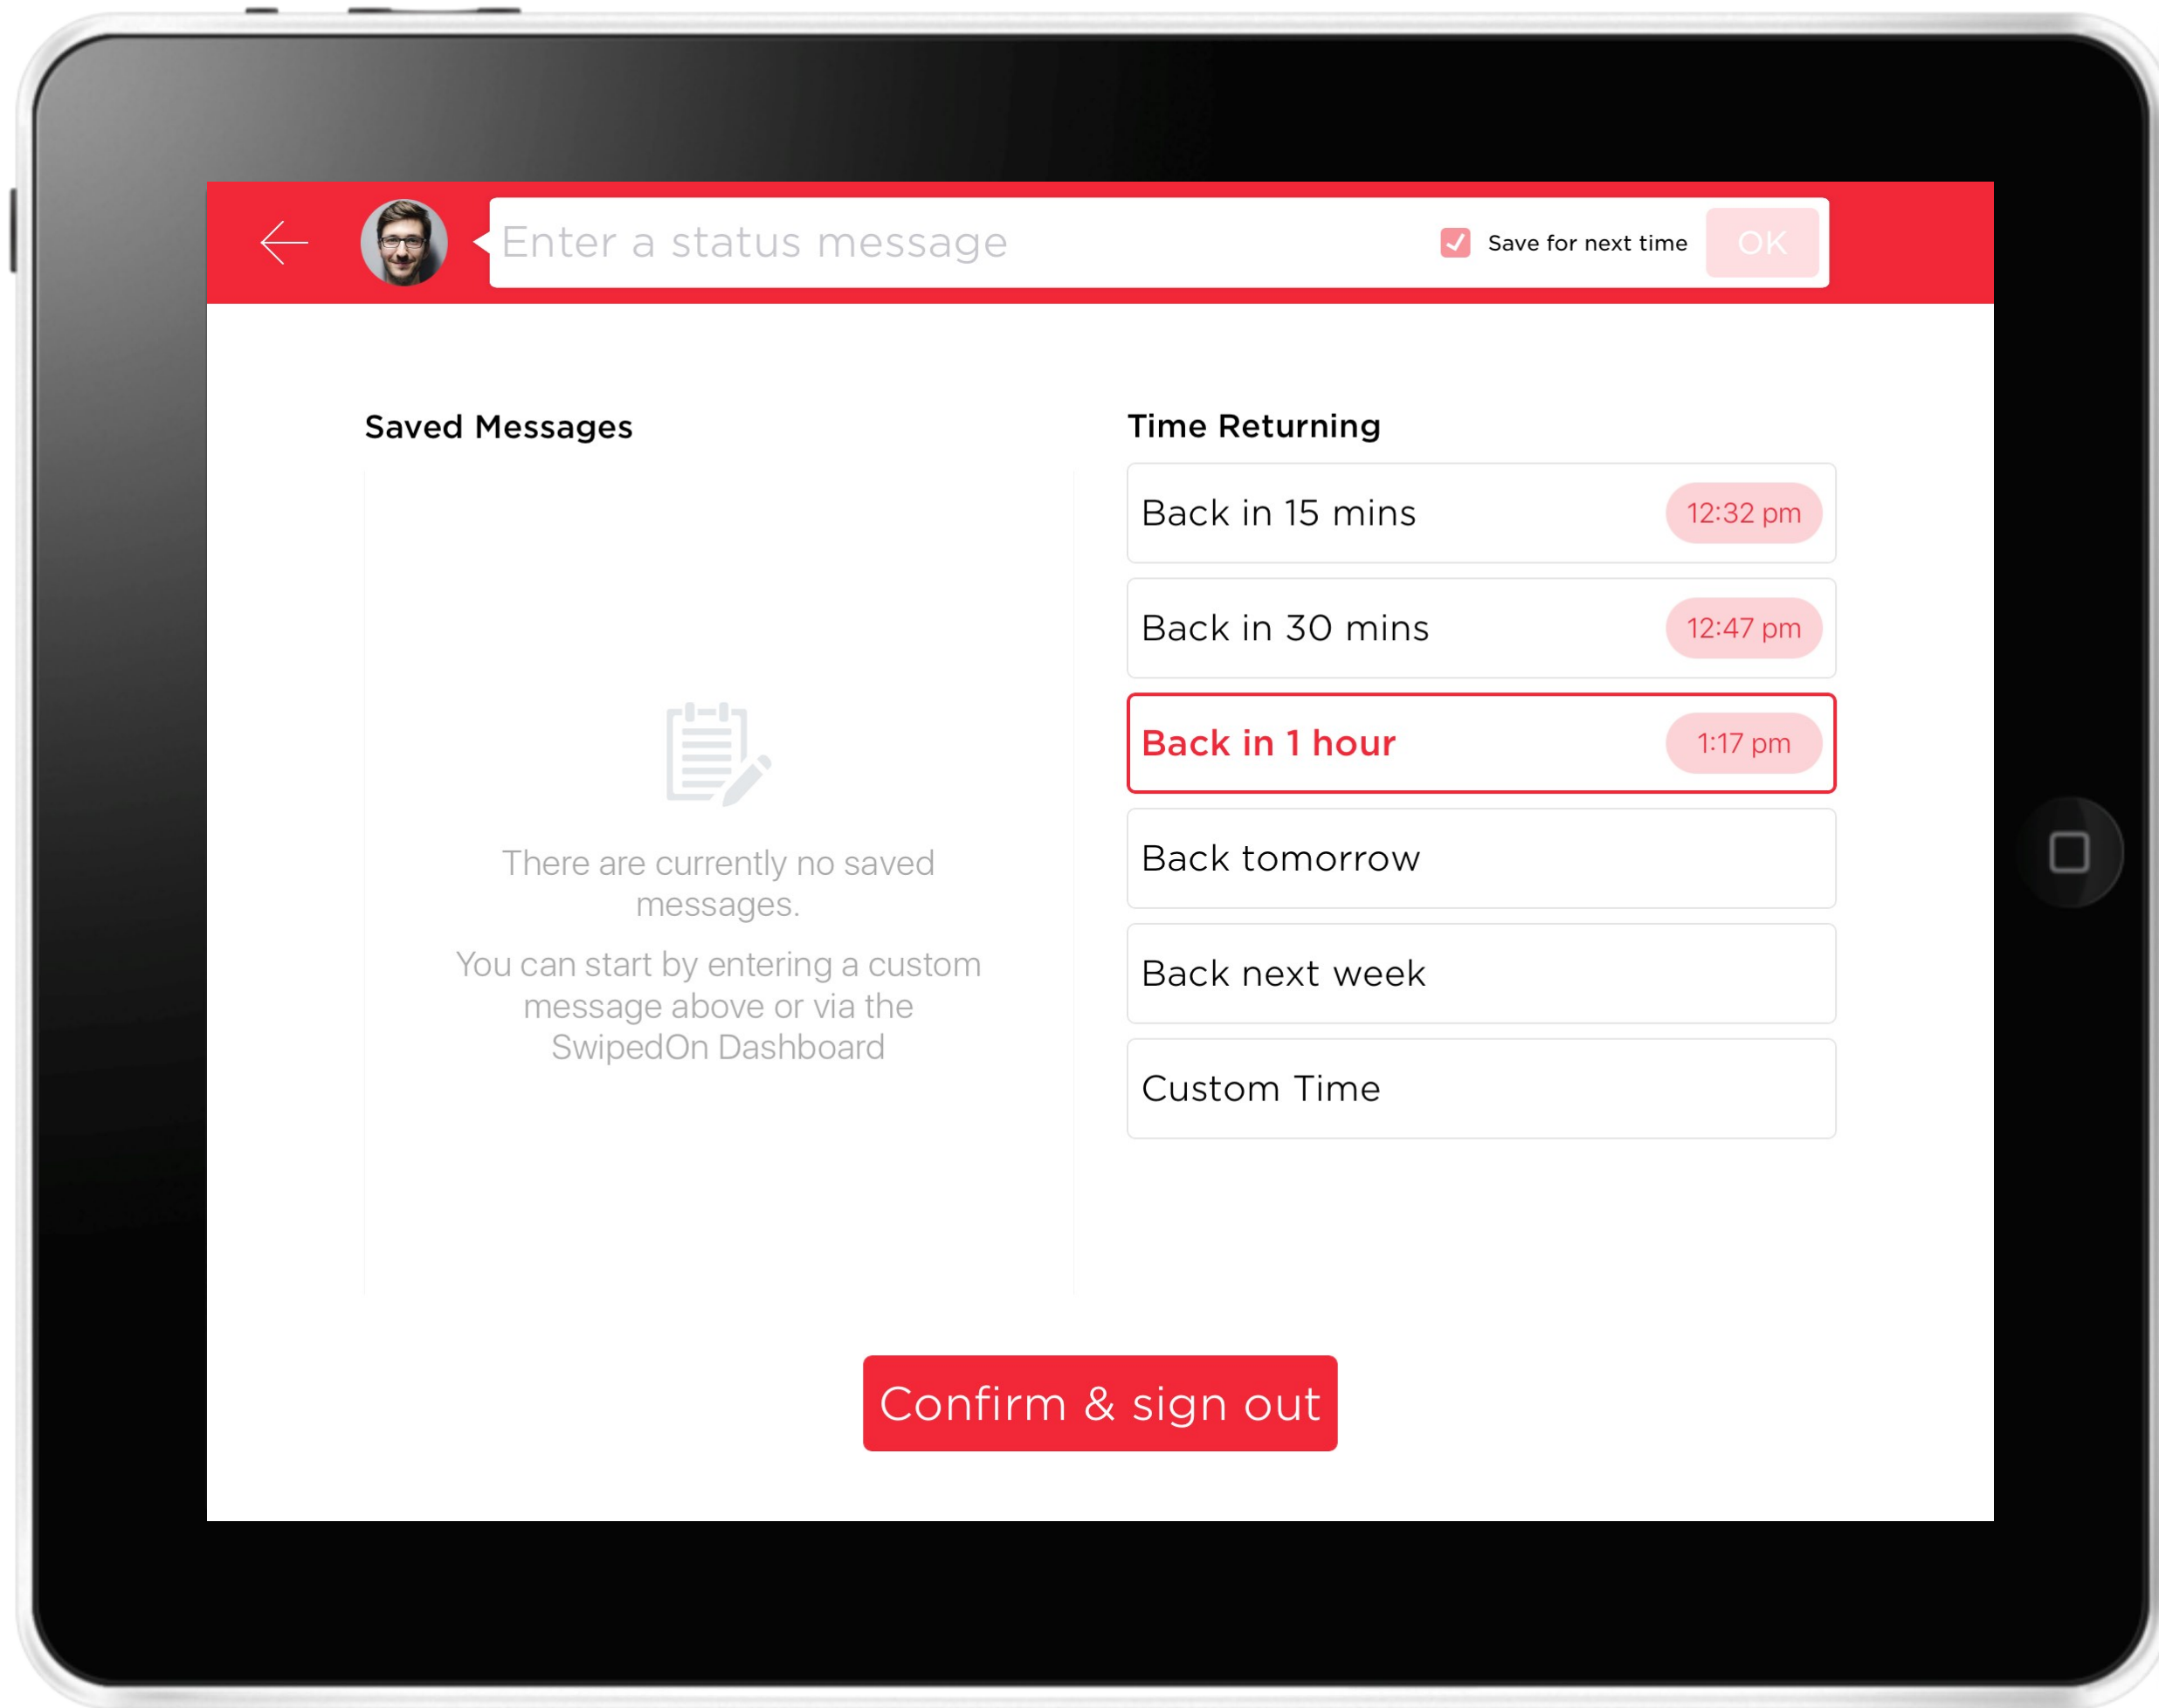 Enter a status message
Save for next time
OK
Saved Messages
There are currently no saved
messages.
You can start by entering a custom
message above or via the
SwipedOn Dashboard
Time Returning
Back in 15 mins
12:32 pm
Back in 30 mins
12:47 pm
Back in 1 hour
1:17 pm
Back tomorrow
Back next week
Custom Time
Confirm & sign out